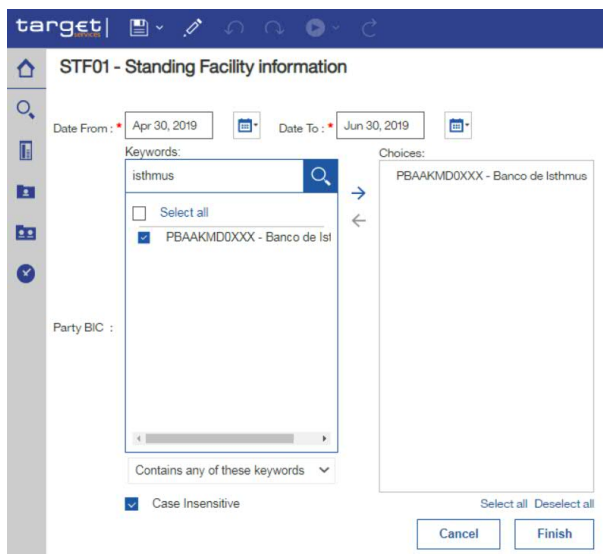 target|
services
STF01 - Standing Facility information
Date From : * Apr 30, 2019 Date To : * Jun 30, 2019
Keywords:
Choices:
isthmus
PBAAKMD0XXX - Banco de Isthmus
Select all
PBAAKMD0XXX - Banco de Ist
Party BIC :
Contains any of these keywords
Case Insensitive
Select all Deselect all
Cancel Finish